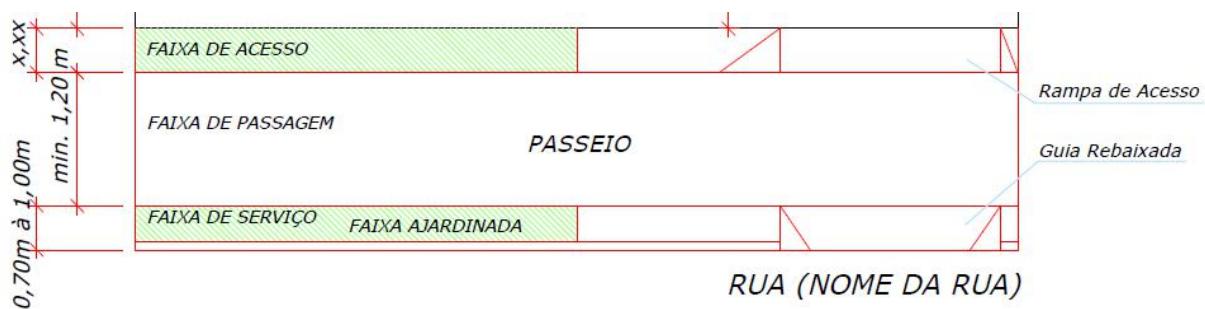 x,xx
FAIXA DE ACESSO
Rampa de Acesso
min. 1,20 m
FAIXA DE PASSAGEM
PASSEIO
Guia Rebaixada
0,70m à 1,00m
FAIXA DE SERVIÇO
FAIXA AJARDINADA
RUA (NOME DA RUA)